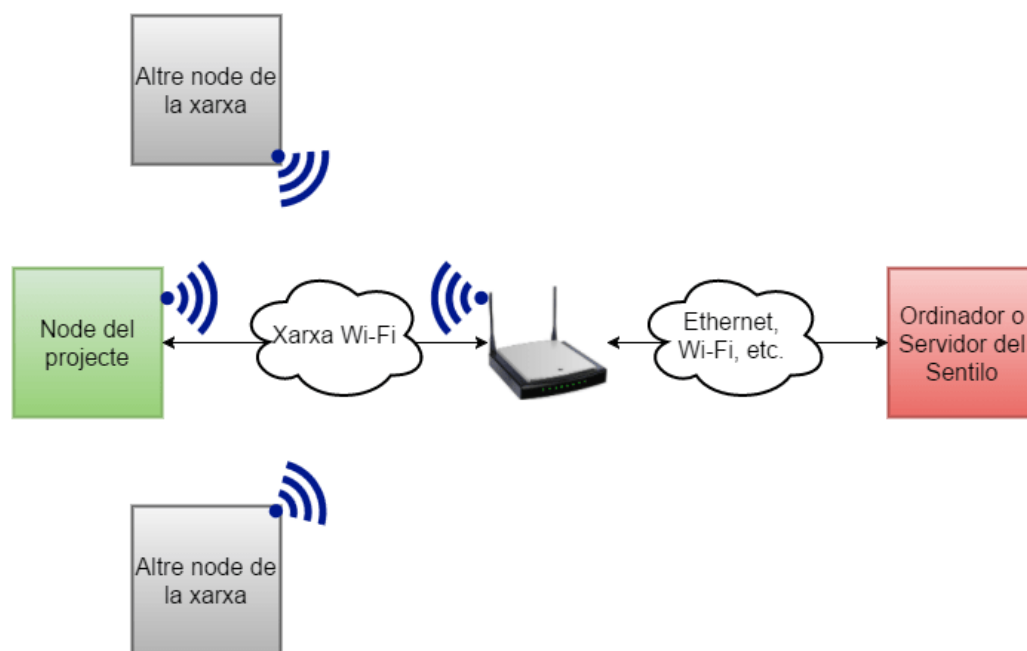 Altre node de
la xarxa
Node del
projecte
Xarxa Wi-Fi
Ethernet,
Wi-Fi, etc.
Ordinador o
Servidor del
Sentilo
Altre node de
la xarxa